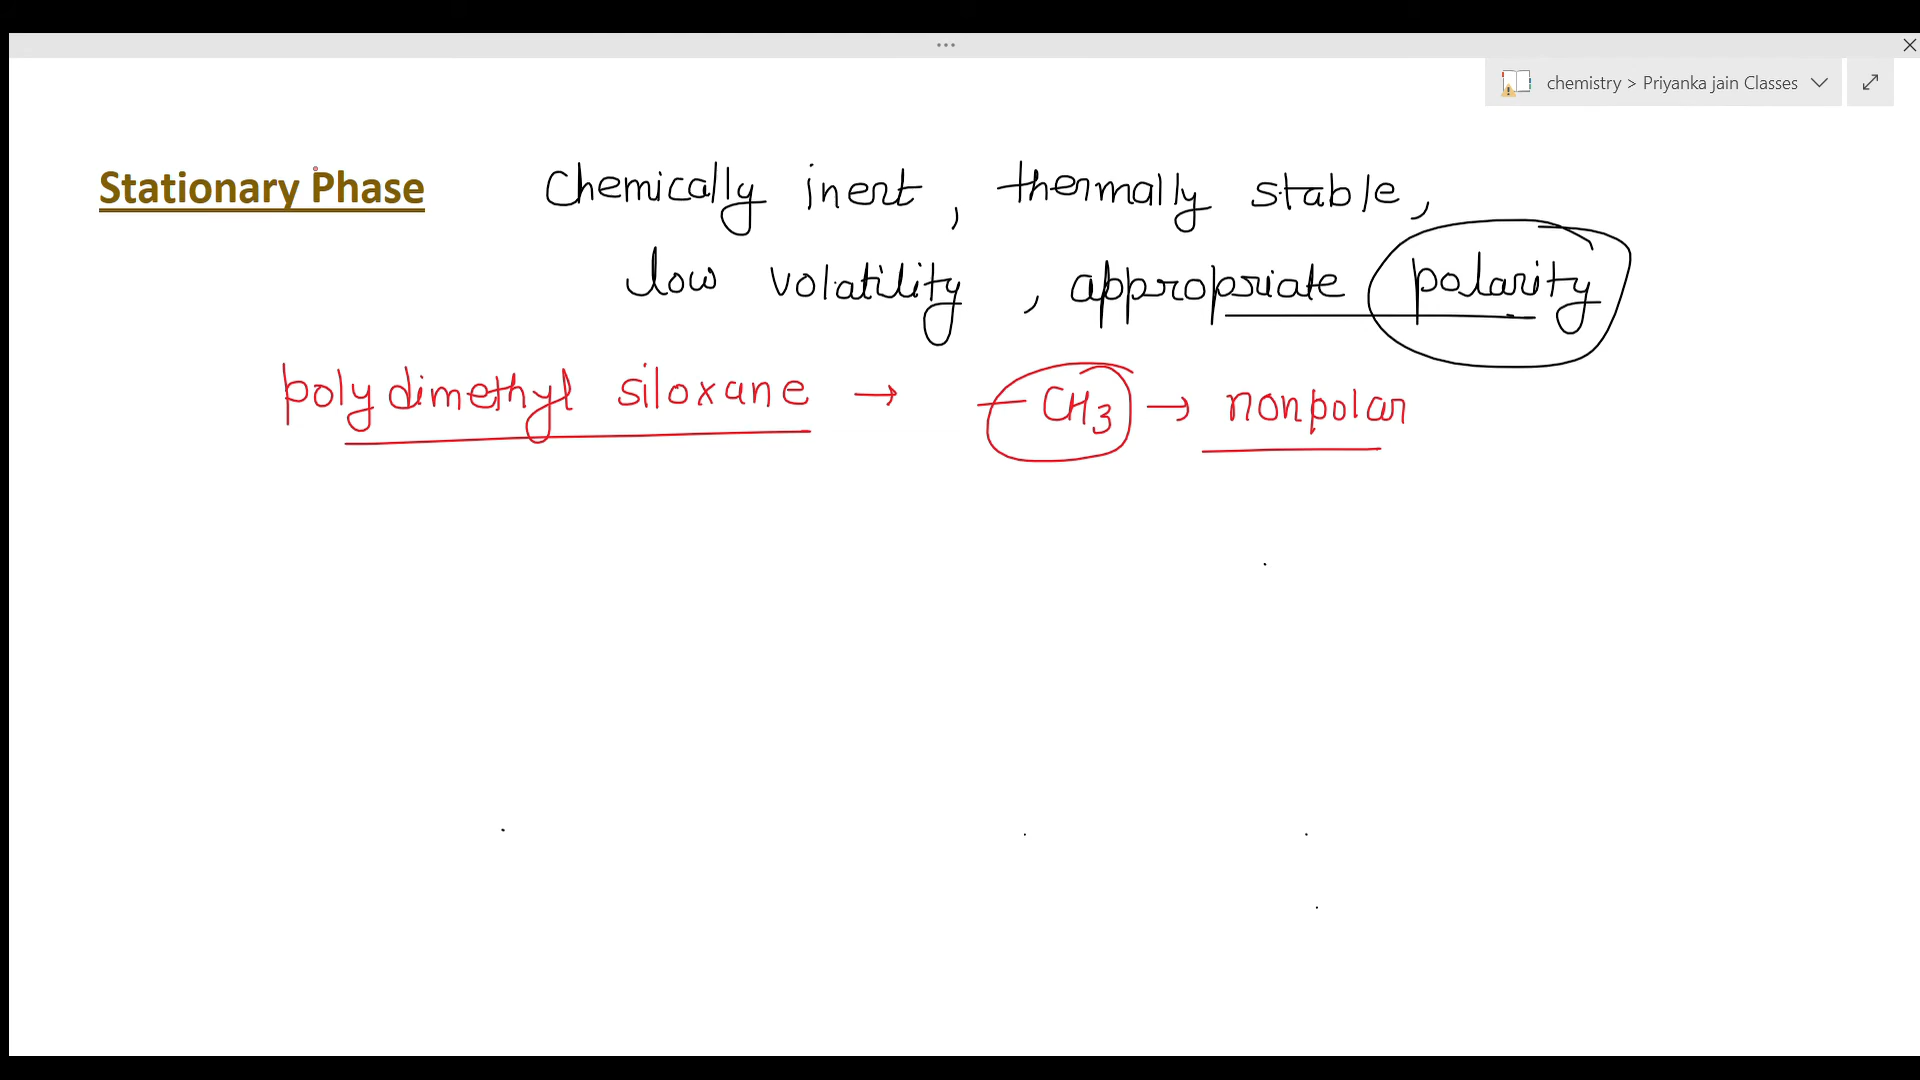 chemistry > Priyanka jain Classes
Stationary Phase Chemically inert, thermally stable,
low volatility, appropriate polarity
polydimethyl siloxane → -CH3 → nonpolar